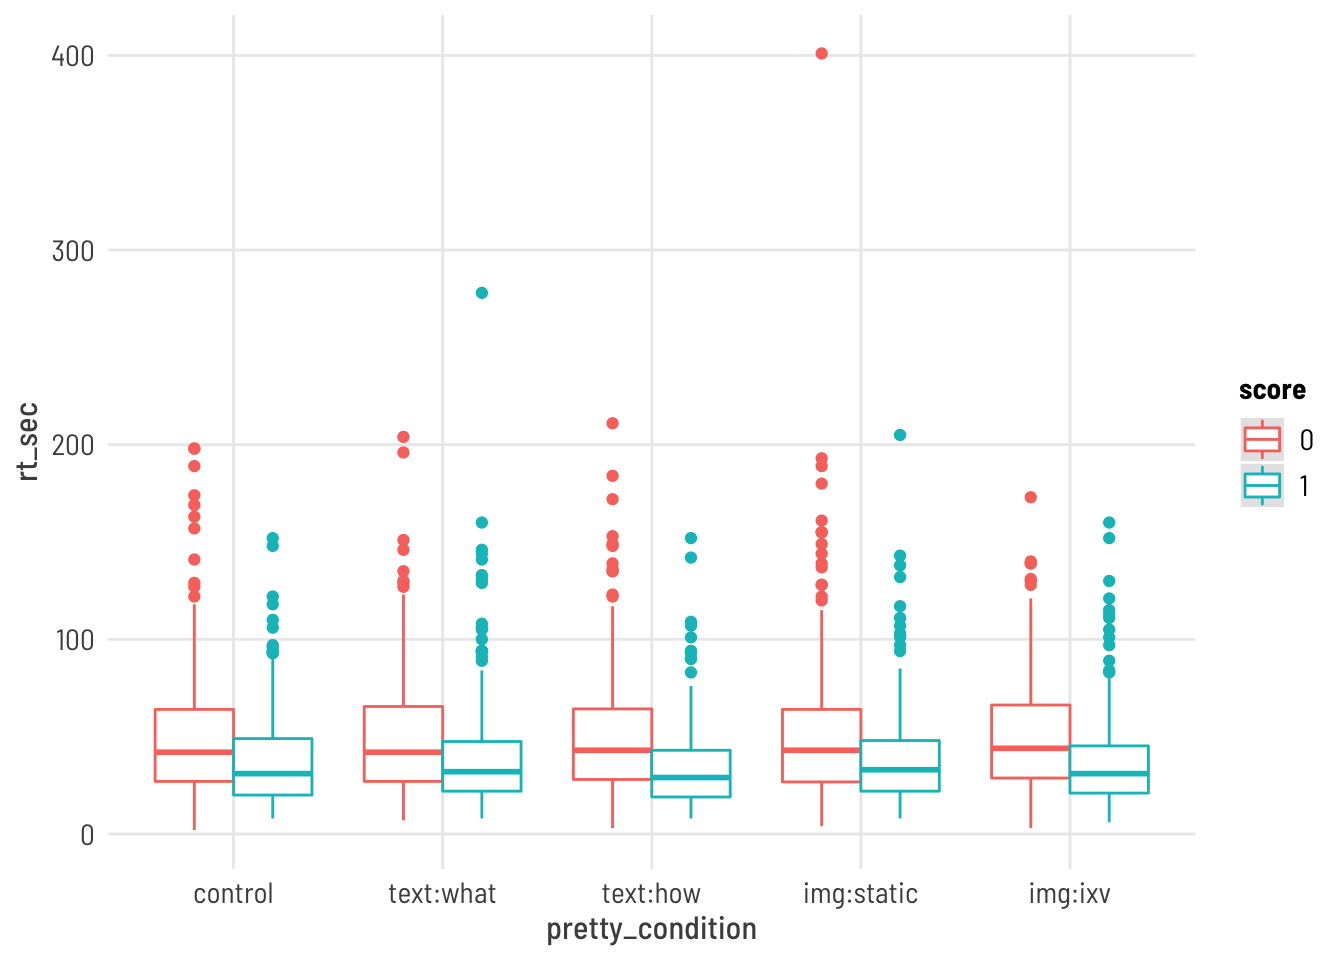 400
300
200
100
0
rt_sec
control text:what text:how img:static img:ixv
pretty_condition
score
0
1